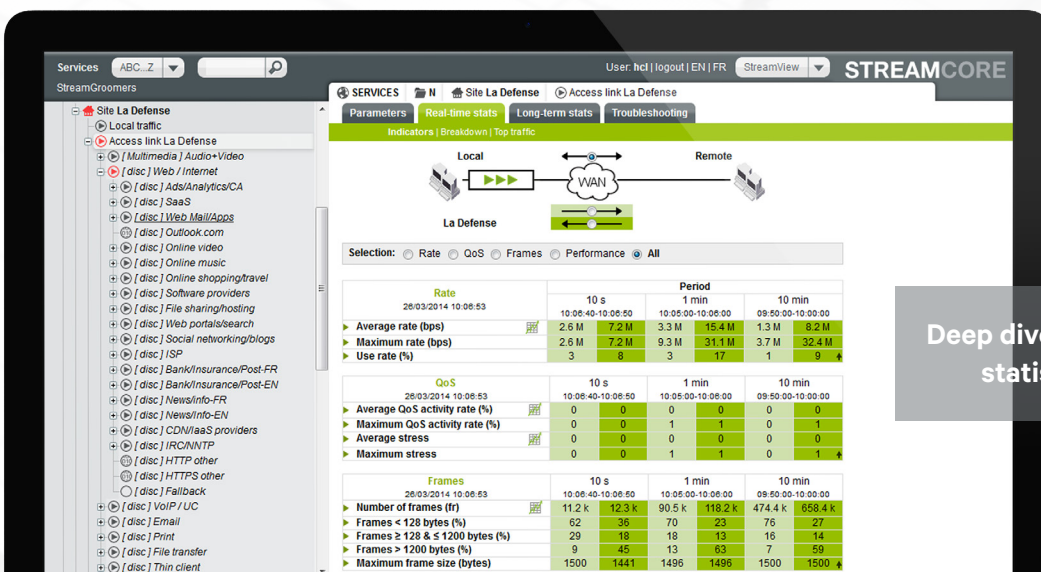 Services ABC...Z User: hcl | logout | EN | FR StreamView STREAMCORE
StreamGroomers
SERVICES N Site La Defense Access link La Defense
Parameters Real-time stats Long-term stats Troubleshooting
Indicators | Breakdown | Top traffic
Site La Defense
Local traffic
Access link La Defense
[ Multimedia ] Audio+Video
[ disc ] Web / Internet
[ disc ] Ads/Analytics/CA
[ disc ] SaaS
[ disc ] Web Mail/Apps
[ disc ] Outlook.com
[ disc ] Online video
[ disc ] Online music
[ disc ] Online shopping/travel
[ disc ] Software providers
[ disc ] File sharing/hosting
[ disc ] Web portals/search
[ disc ] Social networking/blogs
[ disc ] ISP
[ disc ] Bank/Insurance/Post-FR
[ disc ] Bank/Insurance/Post-EN
[ disc ] News/info-FR
[ disc ] News/Info-EN
[ disc ] CDN/IaaS providers
[ disc ] IRC/NNTP
[ disc ] HTTP other
[ disc ] HTTPS other
[ disc ] Fallback
[ disc ] VoIP / UC
[ disc ] Email
[ disc ] Print
[ disc ] File transfer
[ disc ] Thin client
Local Remote
WAN
La Defense
Selection: Rate QoS Frames Performance All
Rate Period
26/03/2014 10:06:53 10 s 1 min 10 min
10:06:40-10:06:50 10:05:00-10:06:00 09:50:00-10:00:00
Average rate (bps) 2.6 M 7.2 M 3.3 M 15.4 M 1.3 M 8.2 M
Maximum rate (bps) 2.6 M 7.2 M 9.3 M 31.1 M 3.7 M 32.4 M
Use rate (%) 3 8 3 17 1 9
QoS 10 s 1 min 10 min
26/03/2014 10:06:53 10:06:40-10:06:50 10:05:00-10:06:00 09:50:00-10:00:00
Average QoS activity rate (%) 0 0 0 0 0 0
Maximum QoS activity rate (%) 0 0 1 1 0 1
Average stress 0 0 0 0 0 0
Maximum stress 0 0 1 1 0 1
Frames 10 s 1 min 10 min
26/03/2014 10:06:53 10:06:40-10:06:50 10:05:00-10:06:00 09:50:00-10:00:00
Number of frames (fr) 11.2 k 12.3 k 90.5 k 118.2 k 474.4 k 658.4 k
Frames < 128 bytes (%) 62 36 70 23 76 27
Frames ≥ 128 & ≤ 1200 bytes (%) 29 18 18 13 16 14
Frames > 1200 bytes (%) 9 45 13 63 7 59
Maximum frame size (bytes) 1500 1441 1496 1496 1500 1500
Deep